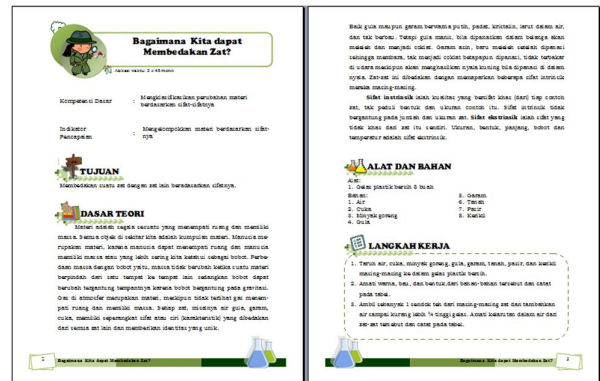 Bagaimana Kita dapat
Membedakan Zat?
Alokasi waktu: 2 x 45 menit
Kompetensi Dasar : Mengklasifikasikan perubahan materi
berdasarkan sifat-sifatnya
Indikator : Mengelompokkan materi berdasarkan sifat-
Pencapaian nya
TUJUAN
Membedakan suatu zat dengan zat lain berdasarkan sifatnya.
DASAR TEORI
Materi adalah segala sesuatu yang menempati ruang dan memiliki
massa. Semua objek di sekitar kita adalah kumpulan materi. Manusia me-
rupakan materi, karena manusia dapat menempati ruang dan manusia
memiliki massa atau yang lebih sering kita ketahui sebagai bobot. Perbe-
daan massa dengan bobot yaitu, massa tidak berubah ketika suatu materi
berpindah dari satu tempat ke tempat lain sedangkan bobot dapat
berubah tergantung tempatnya karena bobot bergantung pada gravitasi.
Gas di atmosfer merupakan materi, meskipun tidak terlihat gas menem-
pati ruang dan memiliki massa. Setiap zat, misalnya air gula, garam,
cuka, memiliki seperangkat sifat atau ciri (karakteristik) yang dibedakan
dari semua zat lain dan memberikan identitas yang unik.
2 Bagaimana Kita dapat Membedakan Zat?
Baik gula maupun garam berwarna putih, padat, kristalin, larut dalam air,
dan tak berbau. Tetapi gula manis, bila dipanaskan dalam belanga akan
meleleh dan menjadi coklat. Garam asin, baru meleleh setelah dipanasi
sehingga membara, tak menjadi coklat betapapun dipanasi, tidak terbakar
di udara meskipun akan menghasilkan nyala kuning bila dipanasi di dalam
nyala. Zat-zat ini dibedakan dengan memaparkan beberapa sifat intrinsik
mereka masing-masing.
Sifat instrinsik ialah kualitas yang bersifat khas (dari) tiap contoh
zat, tak peduli bentuk dan ukuran contoh itu. Sifat intrinsik tidak
bergantung pada jumlah dan ukuran zat. Sifat ekstrinsik ialah sifat yang
tidak khas dari zat itu sendiri. Ukuran, bentuk, panjang, bobot dan
temperatur adalah sifat ekstrinsik.
ALAT DAN BAHAN
Alat:
1. Gelas plastik bersih 8 buah
Bahan:
1. Air 5. Garam
2. Cuka 6. Tanah
3. Minyak goreng 7. Pasir
4. Gula 8. Kerikil
LANGKAH KERJA
1. Taruh air, cuka, minyak goreng, gula, garam, tanah, pasir, dan kerikil
masing-masing ke dalam gelas plastik bersih.
2. Amati warna, bau, dan bentuk dari bahan-bahan tersebut dan catat
pada tabel.
3. Ambil sebanyak 1 sendok teh dari masing-masing zat dan tambahkan
air sampai kurang lebih ¾ tinggi gelas. Amati kelarutan dalam air dari
zat-zat tersebut dan catat pada tabel.
Bagaimana Kita dapat Membedakan Zat? 3